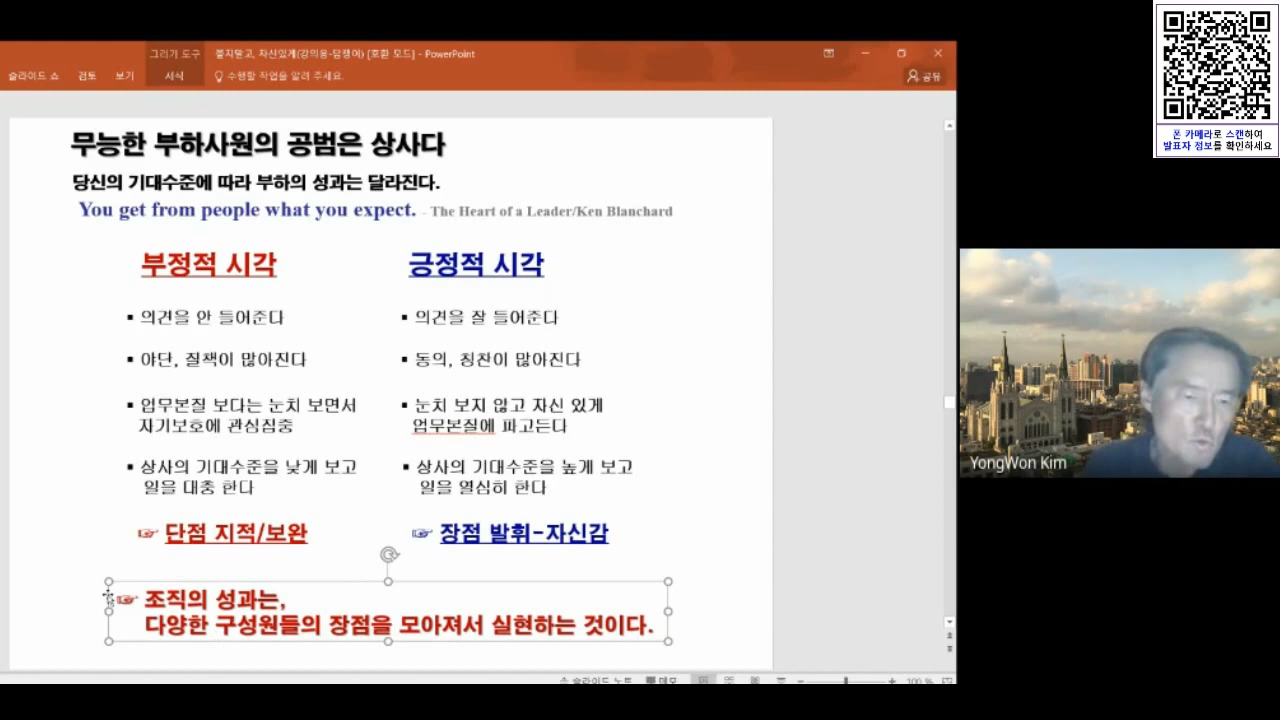 그리기 도구
쫄지말고, 자신있게(강의용-담쟁이) [호환 모드] - PowerPoint
슬라이드 쇼 검토 보기 서식 수행할 작업을 알려 주세요.
공유
무능한 부하사원의 공범은 상사다
당신의 기대수준에 따라 부하의 성과는 달라진다.
You get from people what you expect. - The Heart of a Leader/Ken Blanchard
부정적 시각
▪ 의견을 안 들어준다
▪ 야단, 질책이 많아진다
▪ 업무본질 보다는 눈치 보면서
자기보호에 관심집중
▪ 상사의 기대수준을 낮게 보고
일을 대충 한다
☞ 단점 지적/보완
긍정적 시각
▪ 의견을 잘 들어준다
▪ 동의, 칭찬이 많아진다
▪ 눈치 보지 않고 자신 있게
업무본질에 파고든다
▪ 상사의 기대수준을 높게 보고
일을 열심히 한다
☞ 장점 발휘-자신감
☞ 조직의 성과는,
다양한 구성원들의 장점을 모아져서 실현하는 것이다.
슬라이드 노트 메모 100 %
폰 카메라로 스캔하여
발표자 정보를 확인하세요
YongWon Kim